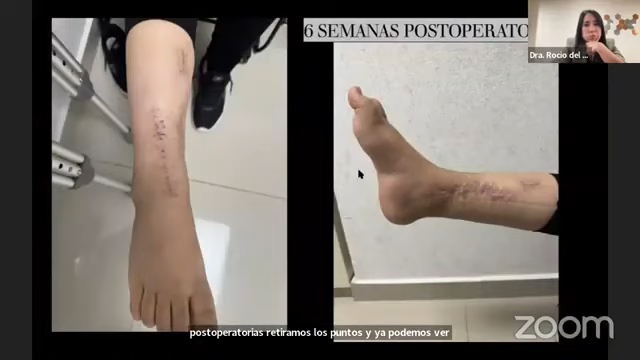 6 SEMANAS POSTOPERATO
Dra. Rocio del ...
postoperatorias retiramos los puntos y ya podemos ver
zoom